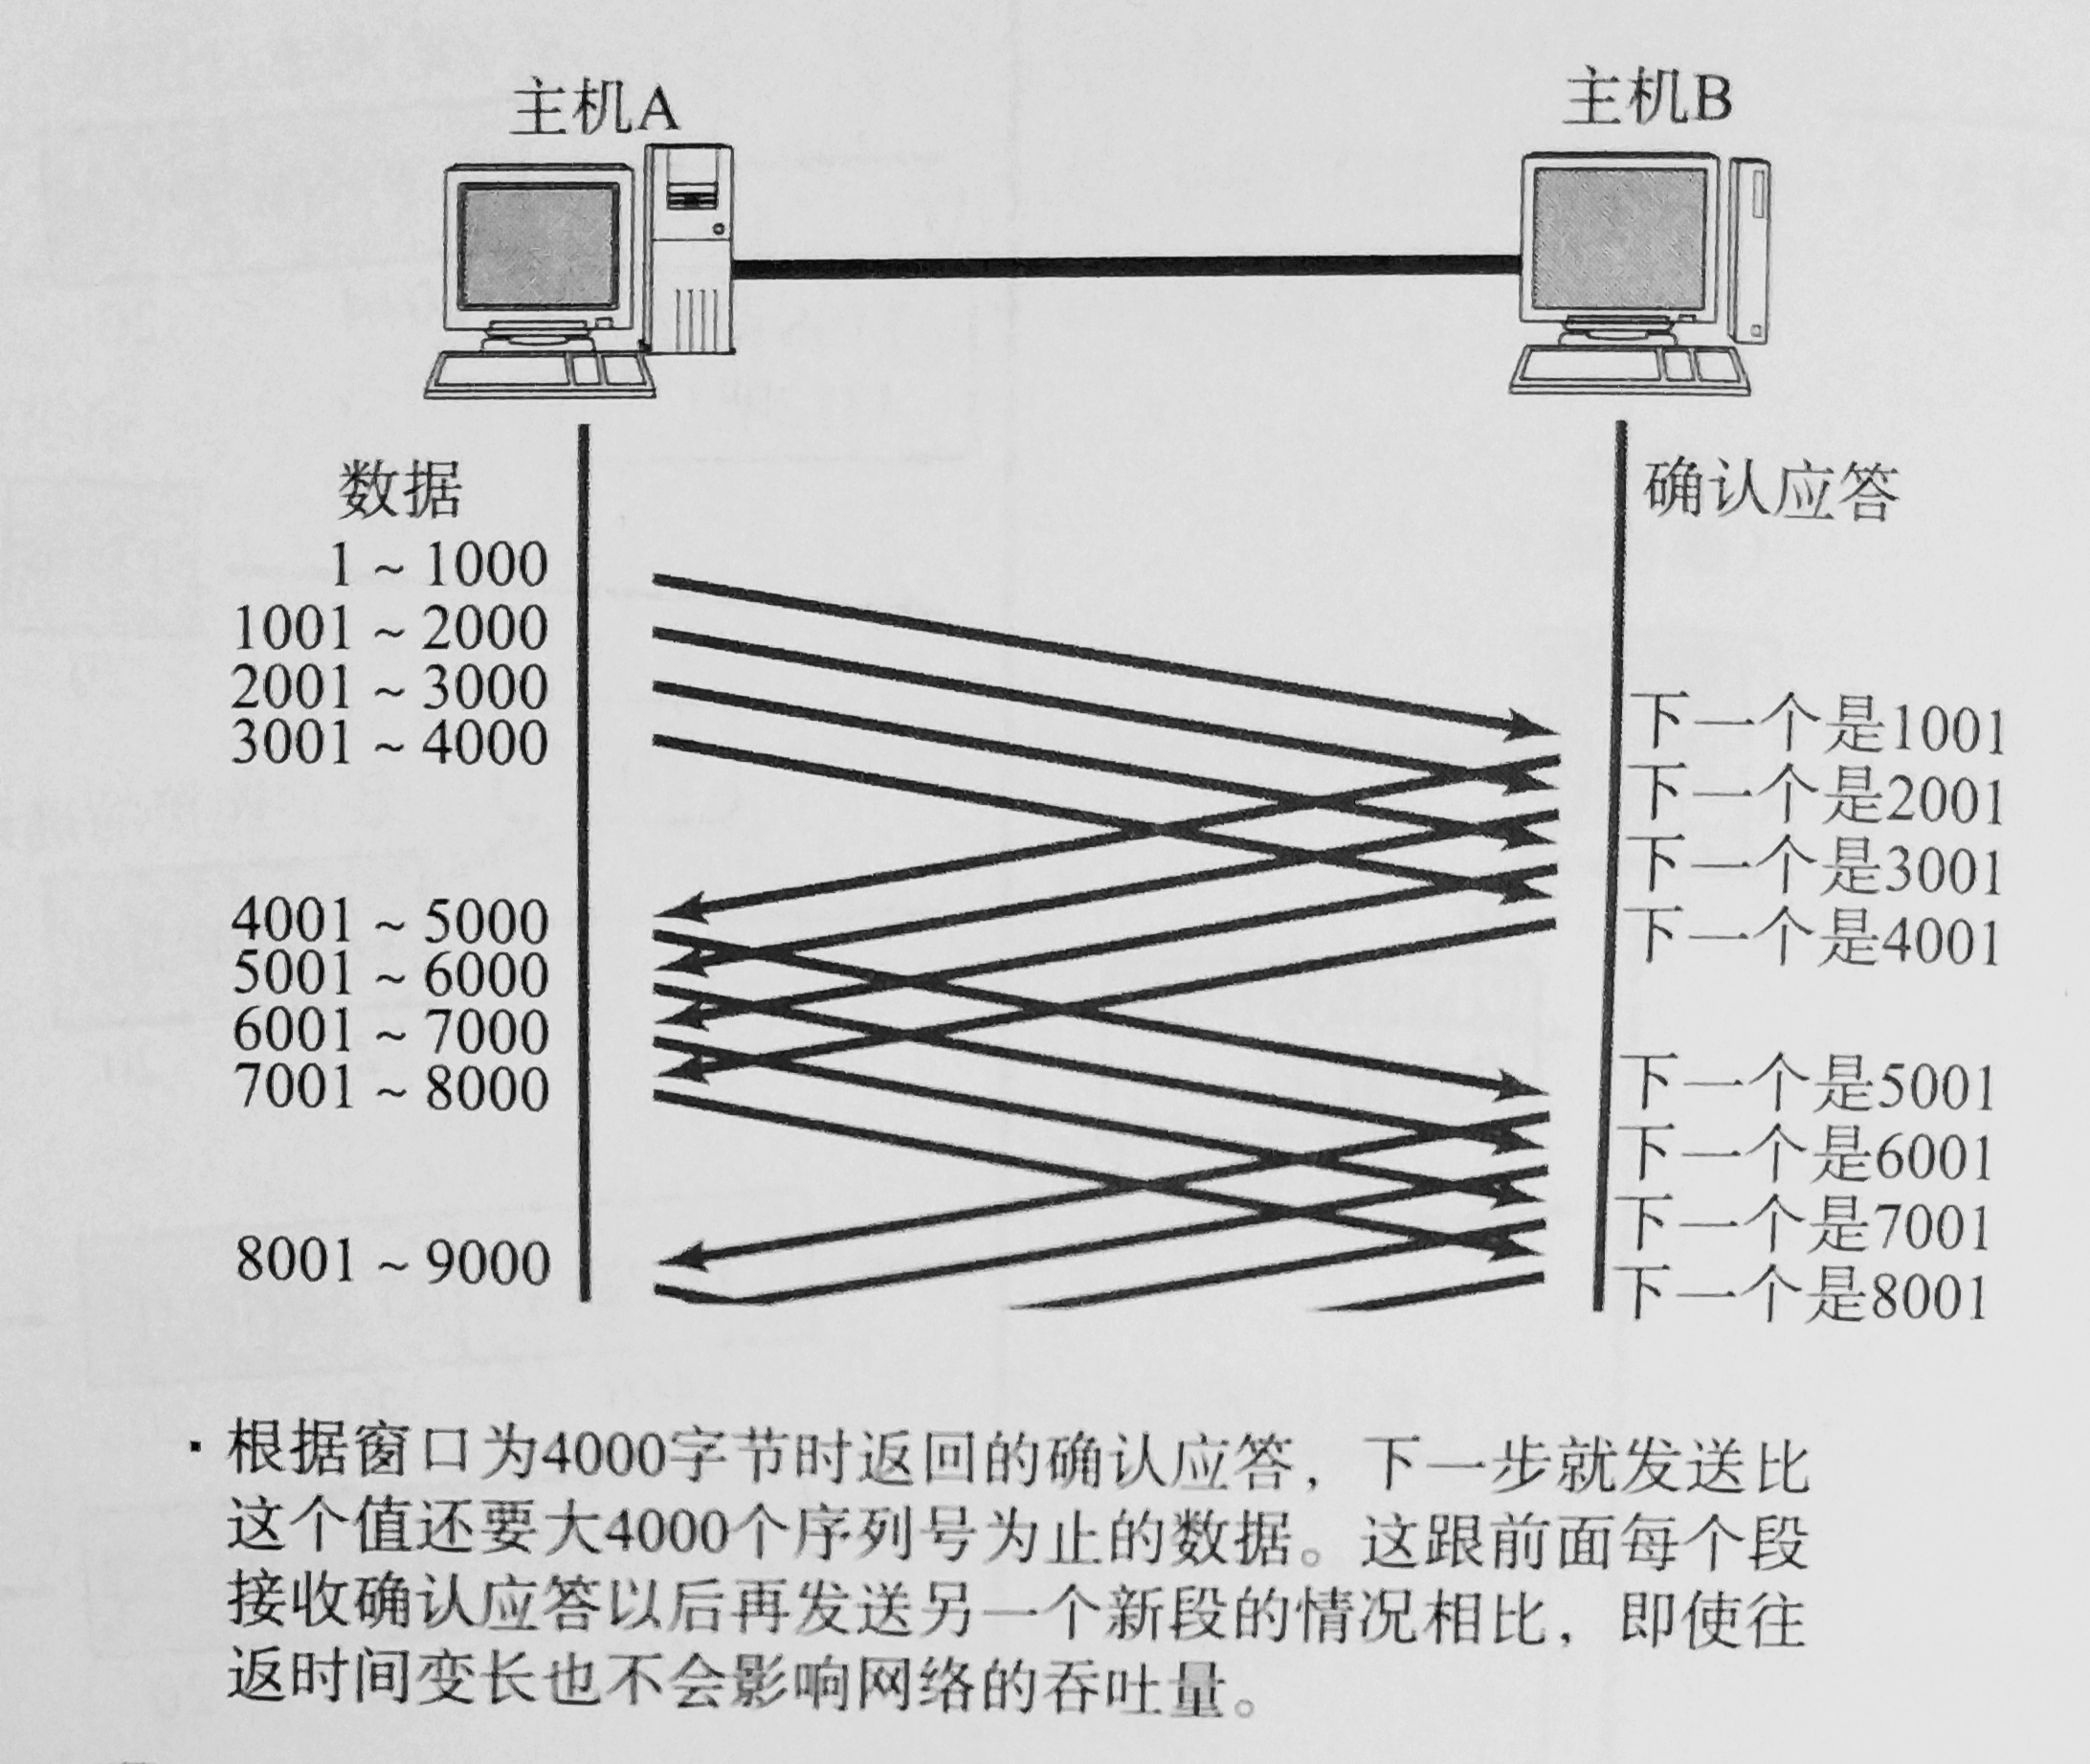 主机A
主机B
数据
确认应答
1 ~ 1000
1001 ~ 2000
2001 ~ 3000
3001 ~ 4000
下一个是1001
下一个是2001
下一个是3001
下一个是4001
4001 ~ 5000
5001 ~ 6000
6001 ~ 7000
7001 ~ 8000
下一个是5001
下一个是6001
下一个是7001
下一个是8001
8001 ~ 9000
· 根据窗口为4000字节时返回的确认应答，下一步就发送比
这个值还要大4000个序列号为止的数据。这跟前面每个段
接收确认应答以后再发送另一个新段的情况相比，即使往
返时间变长也不会影响网络的吞吐量。